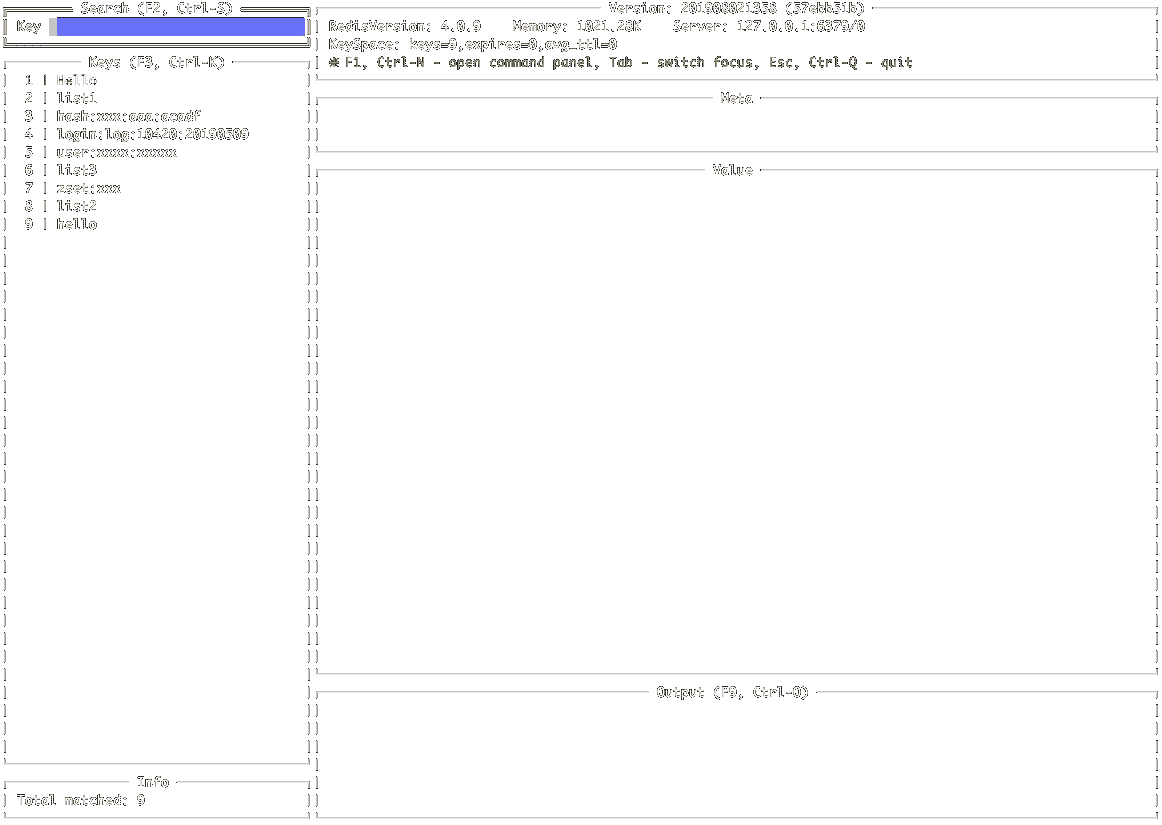 Search (F2, Ctrl-S)
Key
Keys (F3, Ctrl-K)
1 | Hello
2 | list1
3 | hash:xxx:aaa:acadf
4 | login:log:10420:20190509
5 | user:xxxx:xxxxx
6 | list3
7 | zset:xxx
8 | list2
9 | hello
Info
Total matched: 9
Version: 201908021358 (57ebb51b)
RedisVersion: 4.0.9 Memory: 1021.28K Server: 127.0.0.1:6379/0
KeySpace: keys=9,expires=0,avg_ttl=0
* F1, Ctrl-N - open command panel, Tab - switch focus, Esc, Ctrl-Q - quit
Meta
Value
Output (F9, Ctrl-O)